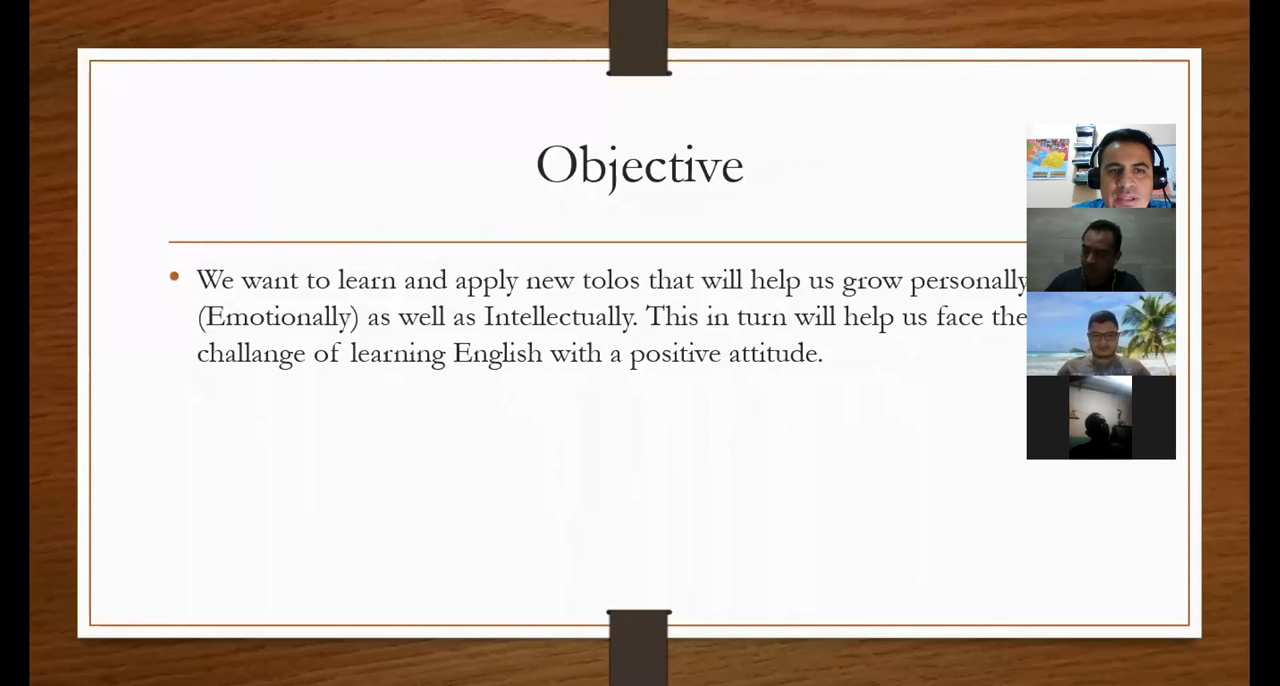 Objective
We want to learn and apply new tolos that will help us grow personally
(Emotionally) as well as Intellectually. This in turn will help us face the
challange of learning English with a positive attitude.